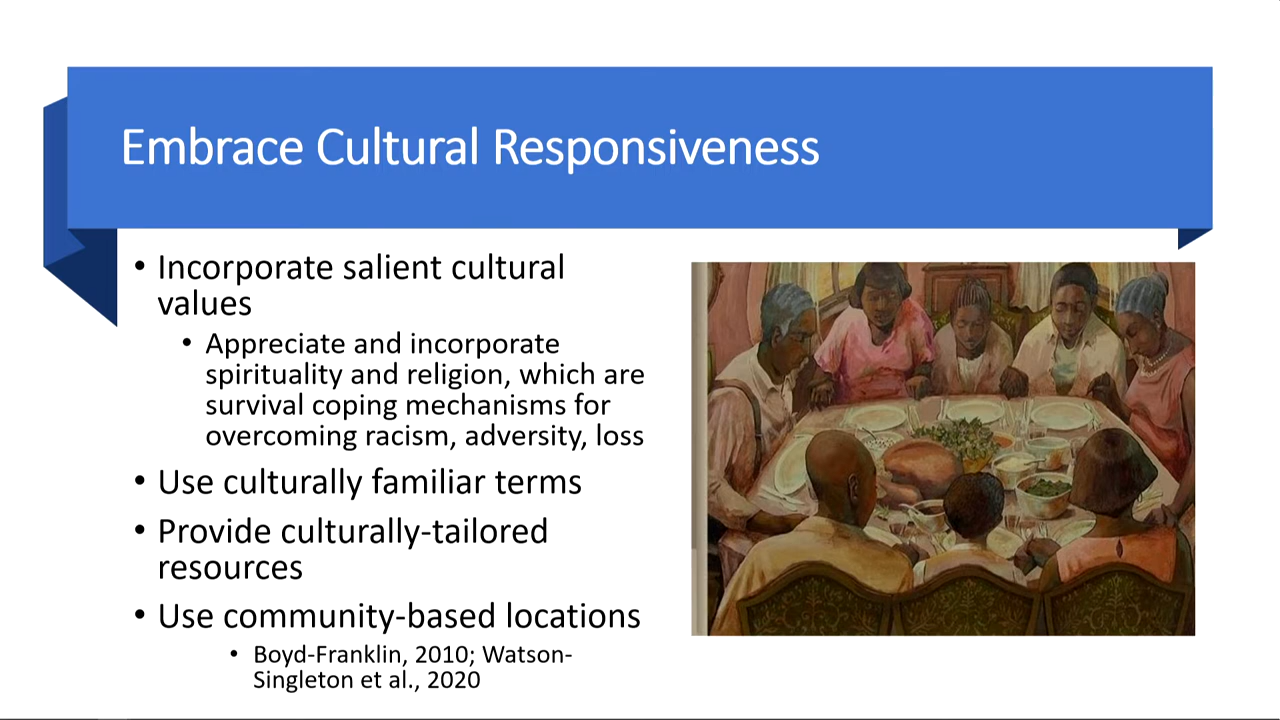 Embrace Cultural Responsiveness
• Incorporate salient cultural
values
• Appreciate and incorporate
spirituality and religion, which are
survival coping mechanisms for
overcoming racism, adversity, loss
• Use culturally familiar terms
• Provide culturally-tailored
resources
• Use community-based locations
• Boyd-Franklin, 2010; Watson-
Singleton et al., 2020